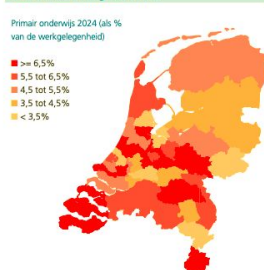 Primair onderwijs 2024 (als %
van de werkgelegenheid)
>= 6,5%
5,5 tot 6,5%
4,5 tot 5,5%
3,5 tot 4,5%
< 3,5%